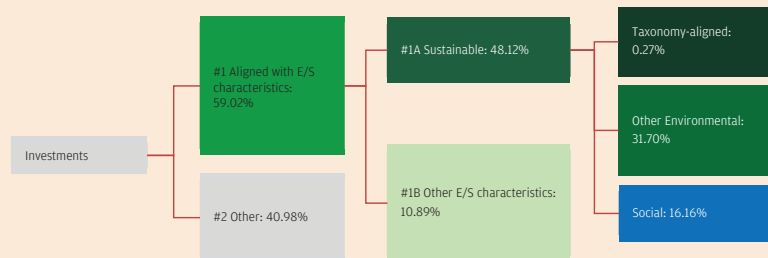 Investments
#1 Aligned with E/S
characteristics:
59.02%
#2 Other: 40.98%
#1A Sustainable: 48.12%
#1B Other E/S characteristics:
10.89%
Taxonomy-aligned:
0.27%
Other Environmental:
31.70%
Social: 16.16%